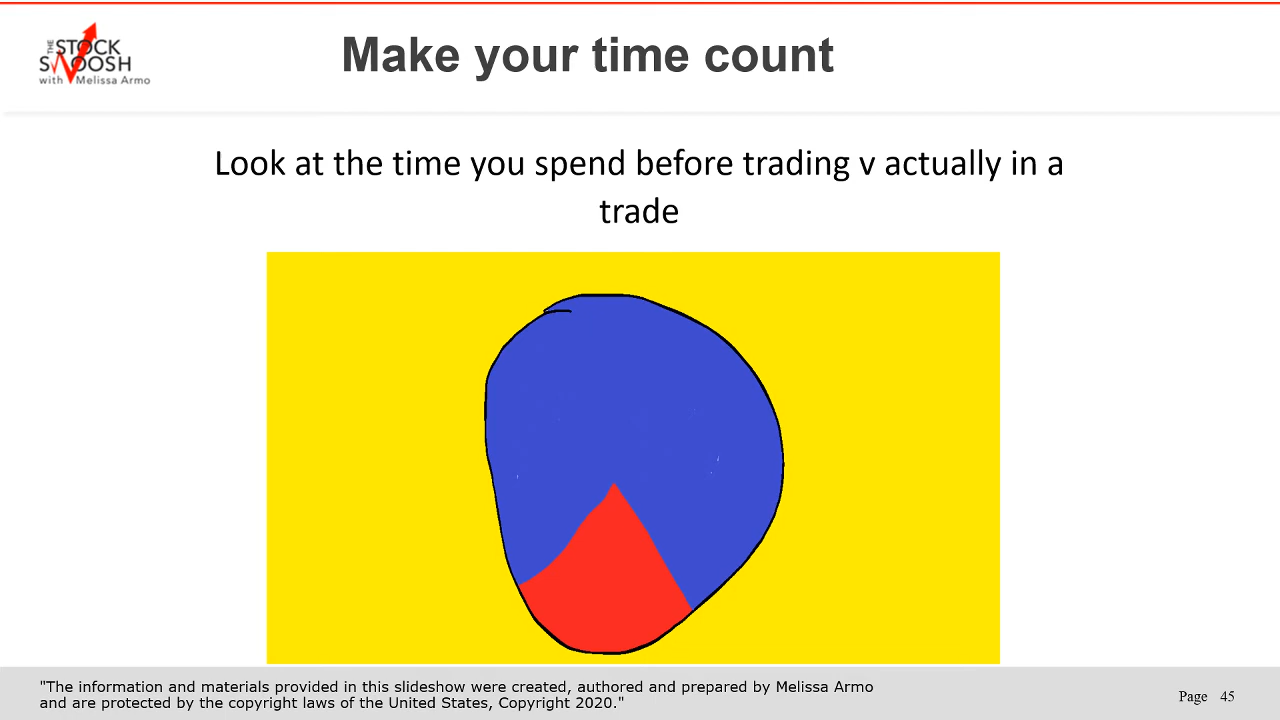 THE STOCK
SWOOSH
with Melissa Armo
Make your time count
Look at the time you spend before trading v actually in a
trade
"The information and materials provided in this slideshow were created, authored and prepared by Melissa Armo
and are protected by the copyright laws of the United States, Copyright 2020."
Page 45